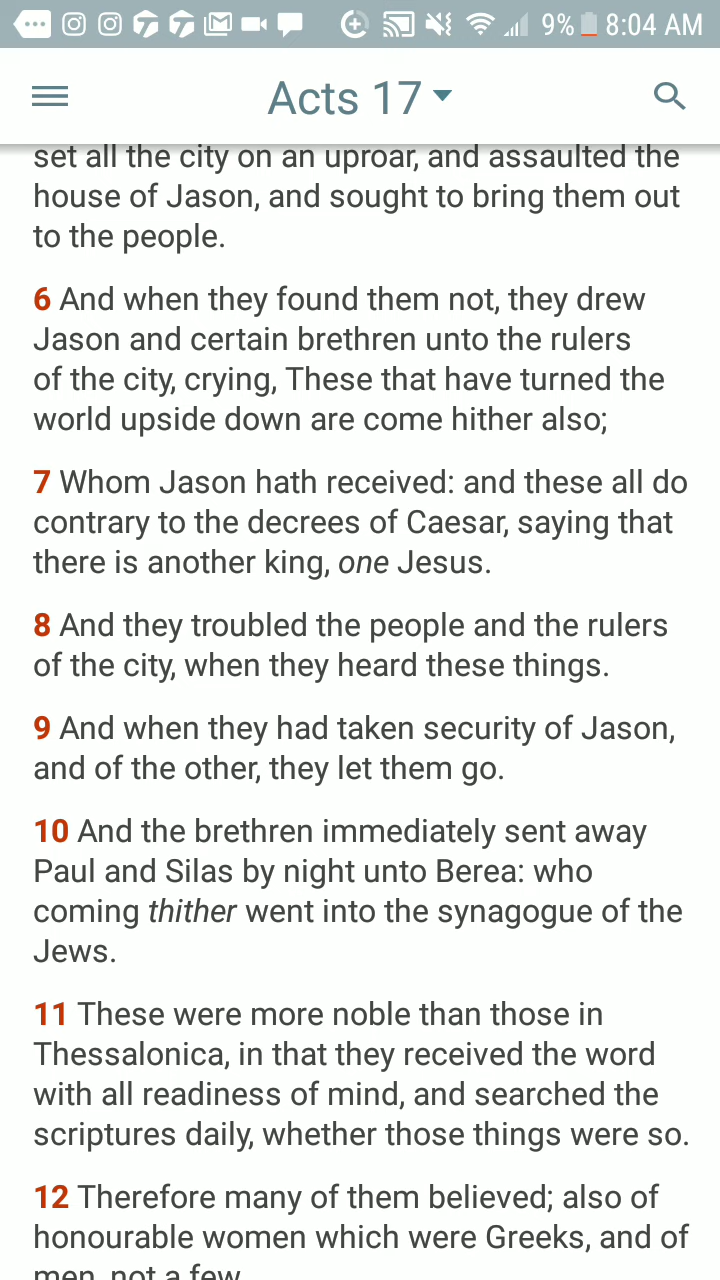 9% 8:04 AM
Acts 17
set all the city on an uproar, and assaulted the
house of Jason, and sought to bring them out
to the people.
6 And when they found them not, they drew
Jason and certain brethren unto the rulers
of the city, crying, These that have turned the
world upside down are come hither also;
7 Whom Jason hath received: and these all do
contrary to the decrees of Caesar, saying that
there is another king, one Jesus.
8 And they troubled the people and the rulers
of the city, when they heard these things.
9 And when they had taken security of Jason,
and of the other, they let them go.
10 And the brethren immediately sent away
Paul and Silas by night unto Berea: who
coming thither went into the synagogue of the
Jews.
11 These were more noble than those in
Thessalonica, in that they received the word
with all readiness of mind, and searched the
scriptures daily, whether those things were so.
12 Therefore many of them believed; also of
honourable women which were Greeks, and of
men, not a few